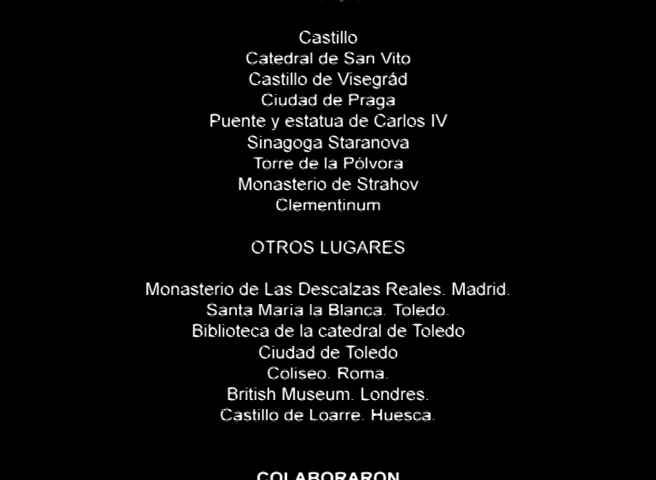 Castillo
Catedral de San Vito
Castillo de Visegrád
Ciudad de Praga
Puente y estatua de Carlos IV
Sinagoga Staranova
Torre de la Pólvora
Monasterio de Strahov
Clementinum
OTROS LUGARES
Monasterio de Las Descalzas Reales. Madrid.
Santa Maria la Blanca. Toledo.
Biblioteca de la catedral de Toledo
Ciudad de Toledo
Coliseo. Roma.
British Museum. Londres.
Castillo de Loarre. Huesca.
COLABORARON